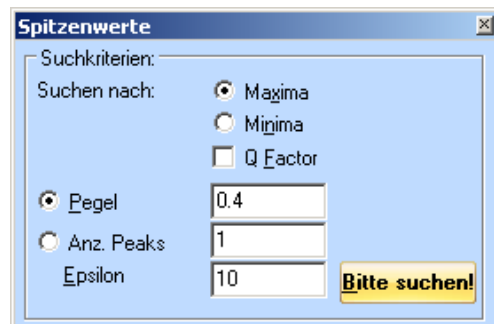 Spitzenwerte
Suchkriterien:
Suchen nach:
Maxima
Minima
Q Factor
Pegel
0.4
Anz. Peaks
1
Epsilon
10
Bitte suchen!